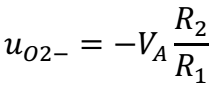 u_{O2−} = −V_A \frac{R_2}{R_1}